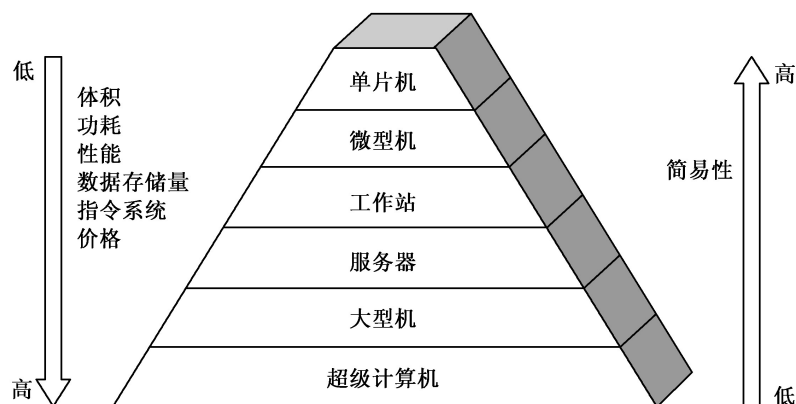 低
体积
功耗
性能
数据存储量
指令系统
价格
高
单片机
微型机
工作站
服务器
大型机
超级计算机
高
简易性
低